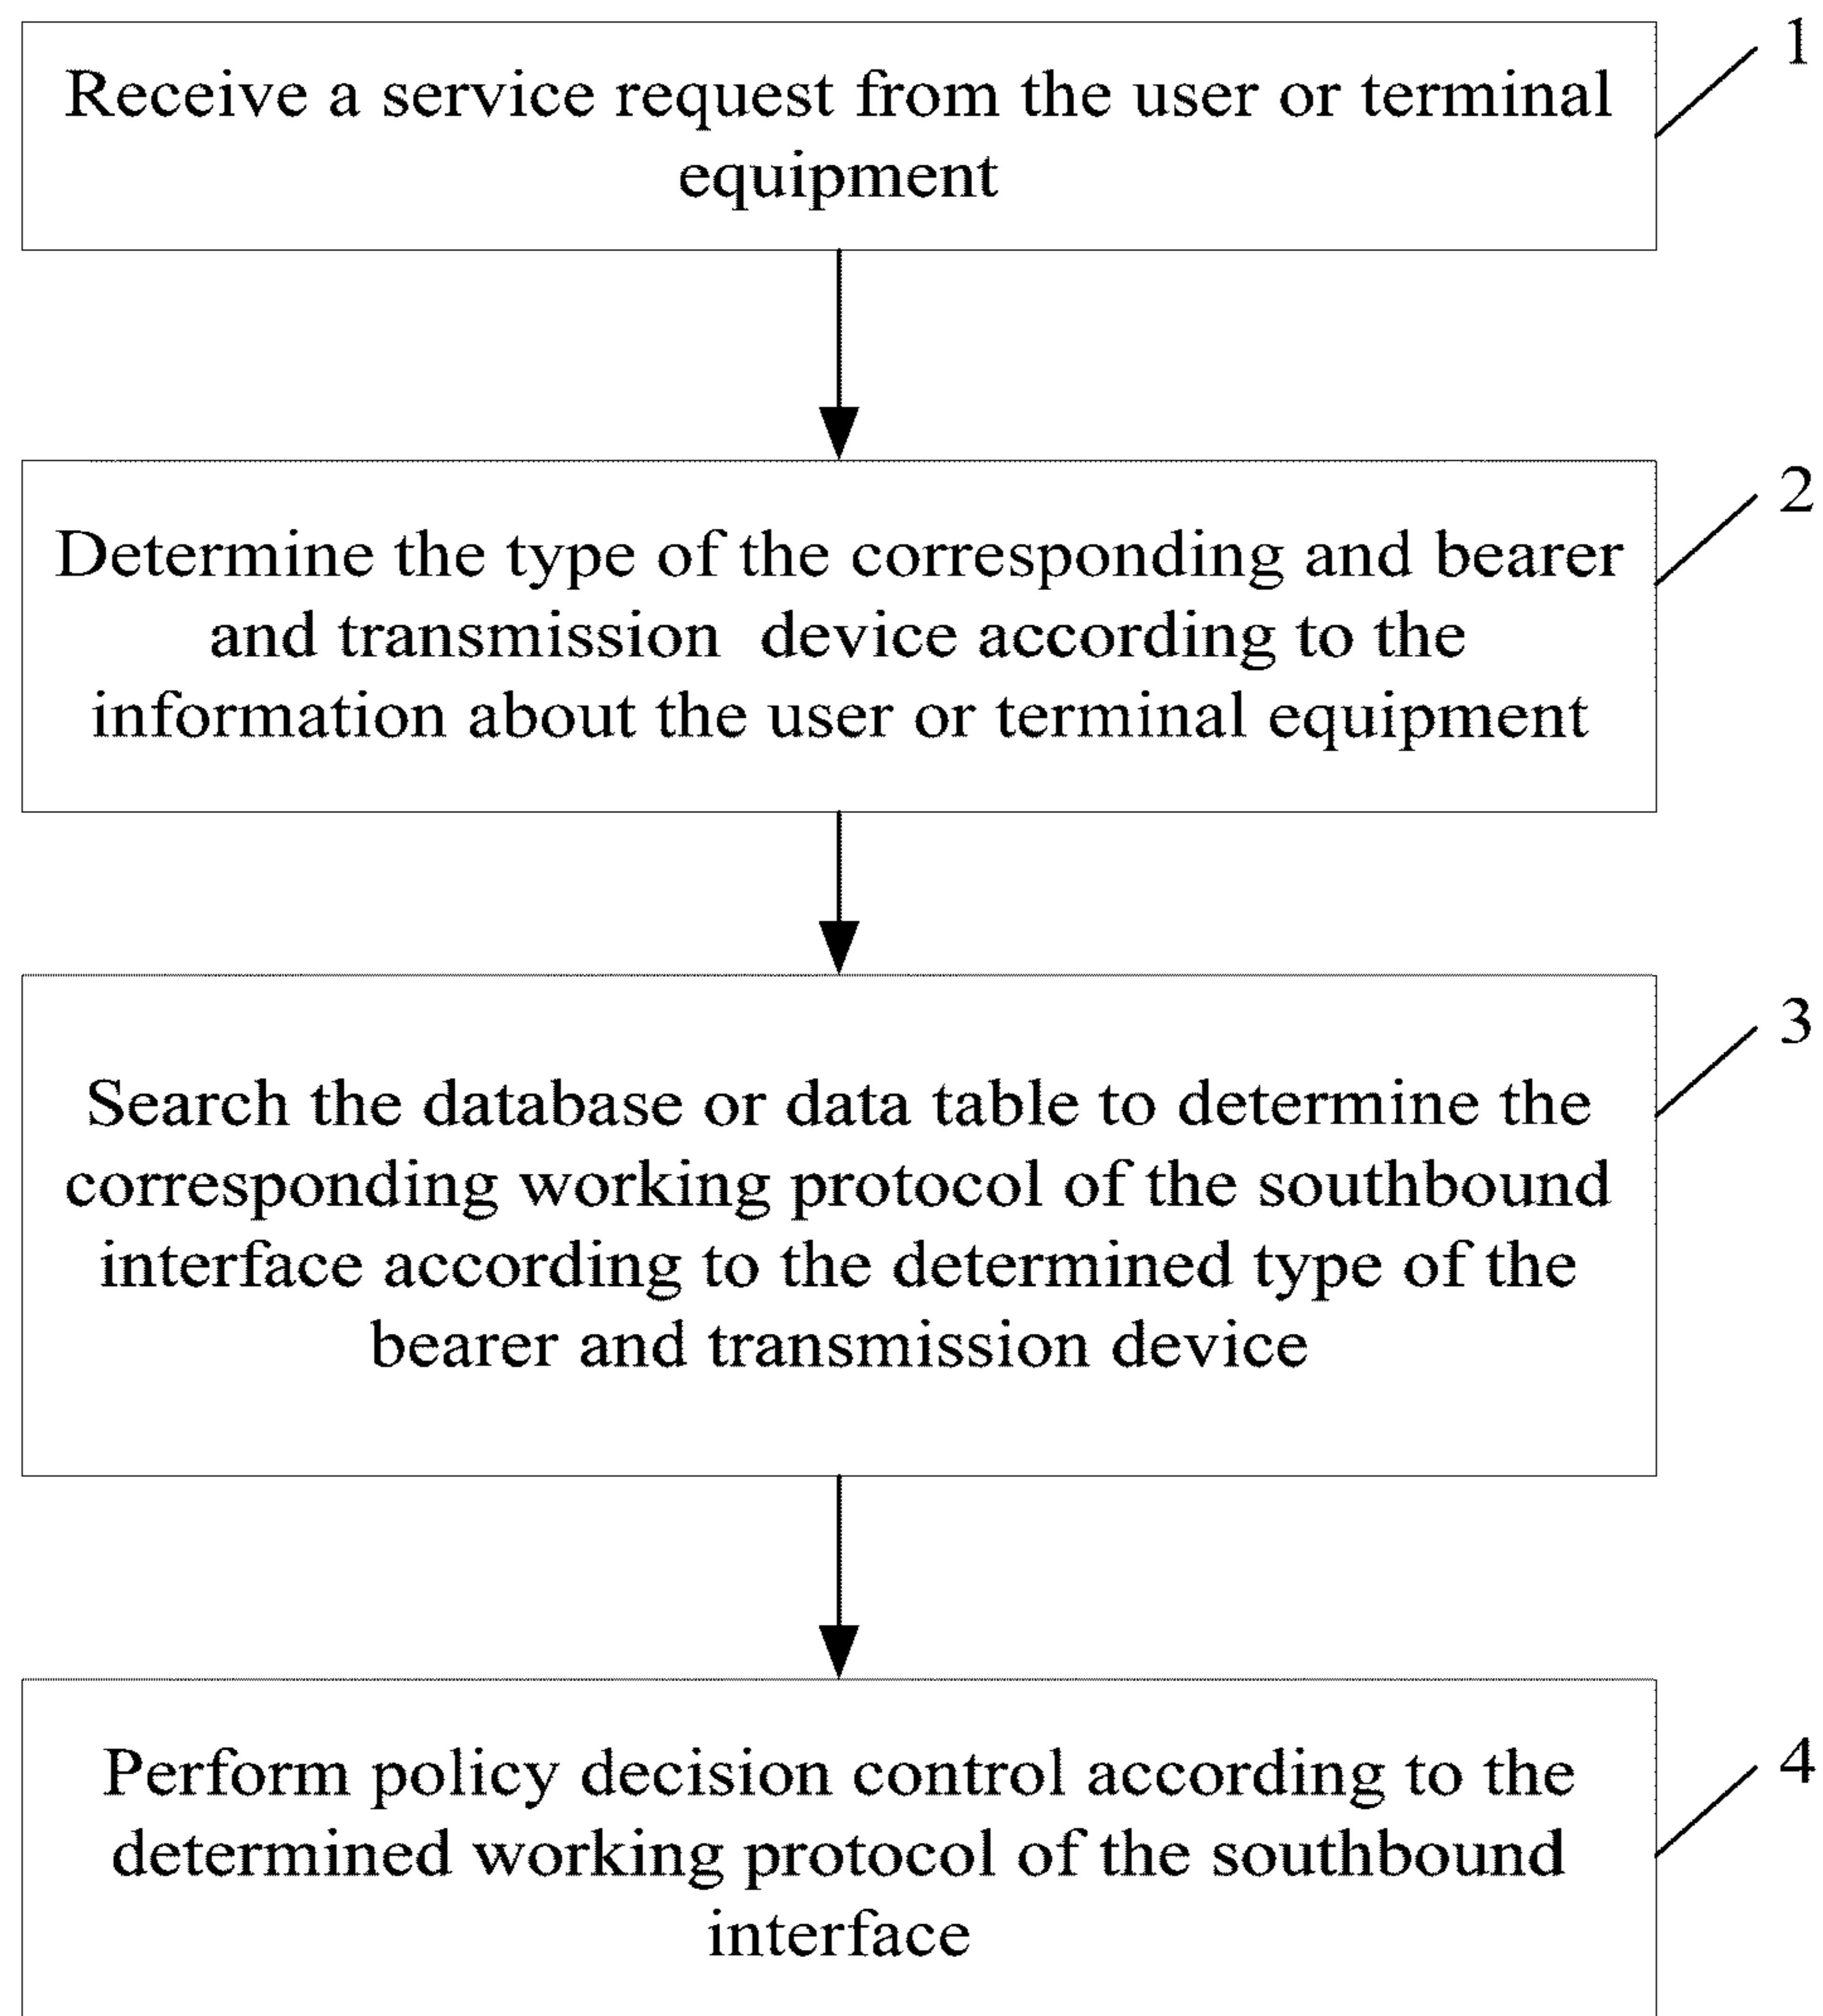 1
Receive a service request from the user or terminal
equipment
2
Determine the type of the corresponding and bearer
and transmission device according to the
information about the user or terminal equipment
3
Search the database or data table to determine the
corresponding working protocol of the southbound
interface according to the determined type of the
bearer and transmission device
4
Perform policy decision control according to the
determined working protocol of the southbound
interface